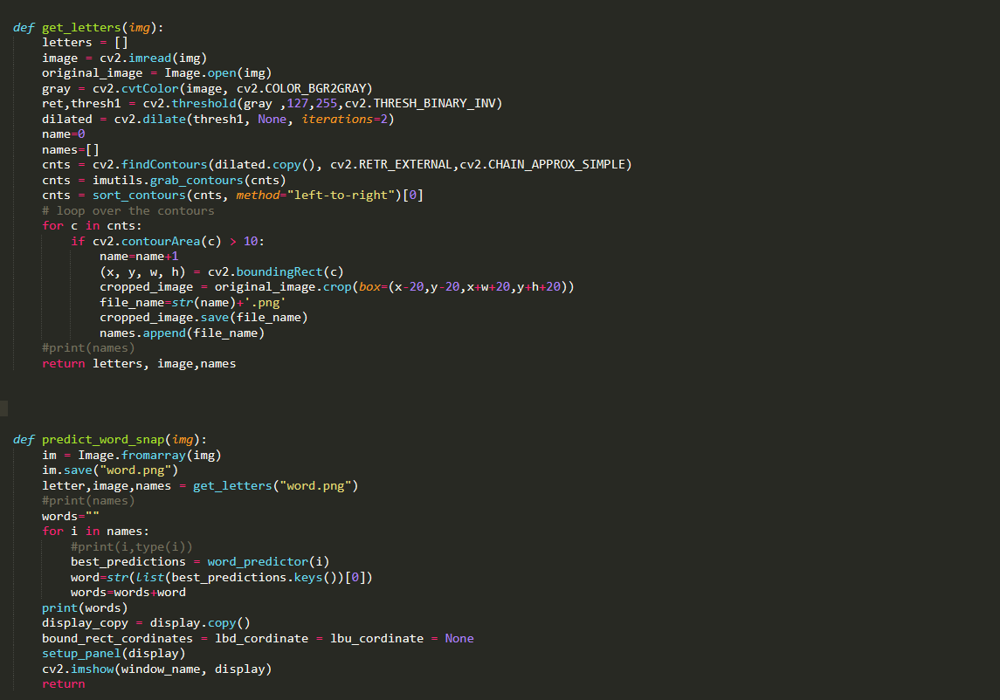 def get_letters(img):
    letters = []
    image = cv2.imread(img)
    original_image = Image.open(img)
    gray = cv2.cvtColor(image, cv2.COLOR_BGR2GRAY)
    ret,thresh1 = cv2.threshold(gray ,127,255,cv2.THRESH_BINARY_INV)
    dilated = cv2.dilate(thresh1, None, iterations=2)
    name=0
    names=[]
    cnts = cv2.findContours(dilated.copy(), cv2.RETR_EXTERNAL,cv2.CHAIN_APPROX_SIMPLE)
    cnts = imutils.grab_contours(cnts)
    cnts = sort_contours(cnts, method="left-to-right")[0]
    # loop over the contours
    for c in cnts:
        if cv2.contourArea(c) > 10:
            name=name+1
            (x, y, w, h) = cv2.boundingRect(c)
            cropped_image = original_image.crop(box=(x-20,y-20,x+w+20,y+h+20))
            file_name=str(name)+'.png'
            cropped_image.save(file_name)
            names.append(file_name)
    #print(names)
    return letters, image,names
def predict_word_snap(img):
    im = Image.fromarray(img)
    im.save("word.png")
    letter,image,names = get_letters("word.png")
    #print(names)
    words=""
    for i in names:
        #print(i,type(i))
        best_predictions = word_predictor(i)
        word=str(list(best_predictions.keys())[0])
        words=words+word
    print(words)
    display_copy = display.copy()
    bound_rect_cordinates = lbd_cordinate = lbu_cordinate = None
    setup_panel(display)
    cv2.imshow(window_name, display)
    return